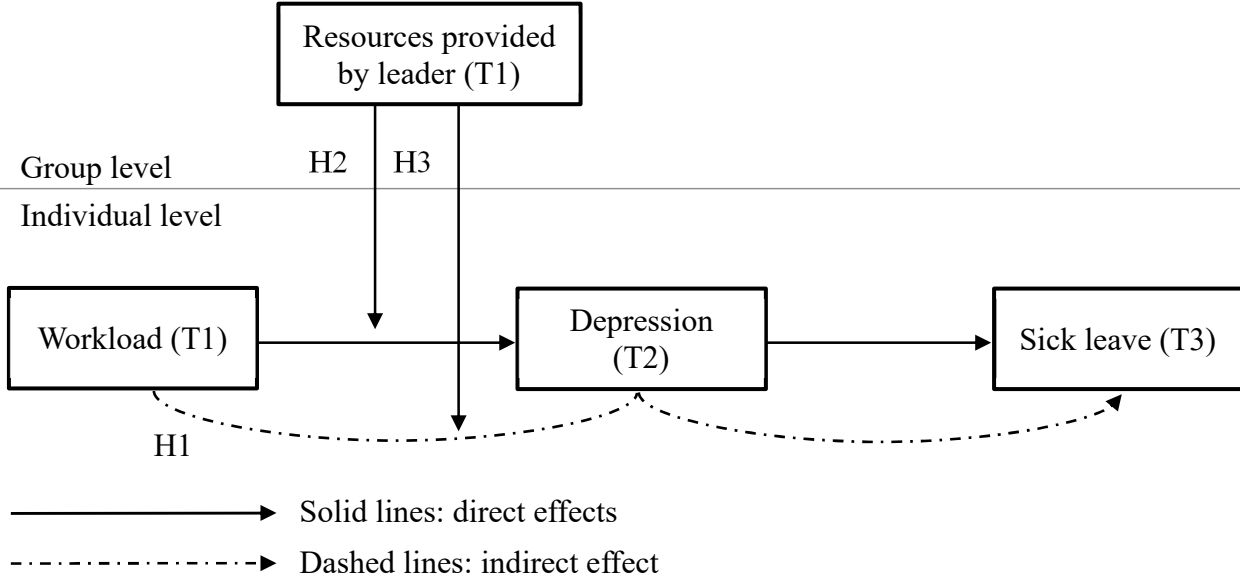 Resources provided
by leader (T1)
H2
H3
Group level
Individual level
Workload (T1)
Depression
(T2)
Sick leave (T3)
H1
Solid lines: direct effects
Dashed lines: indirect effect